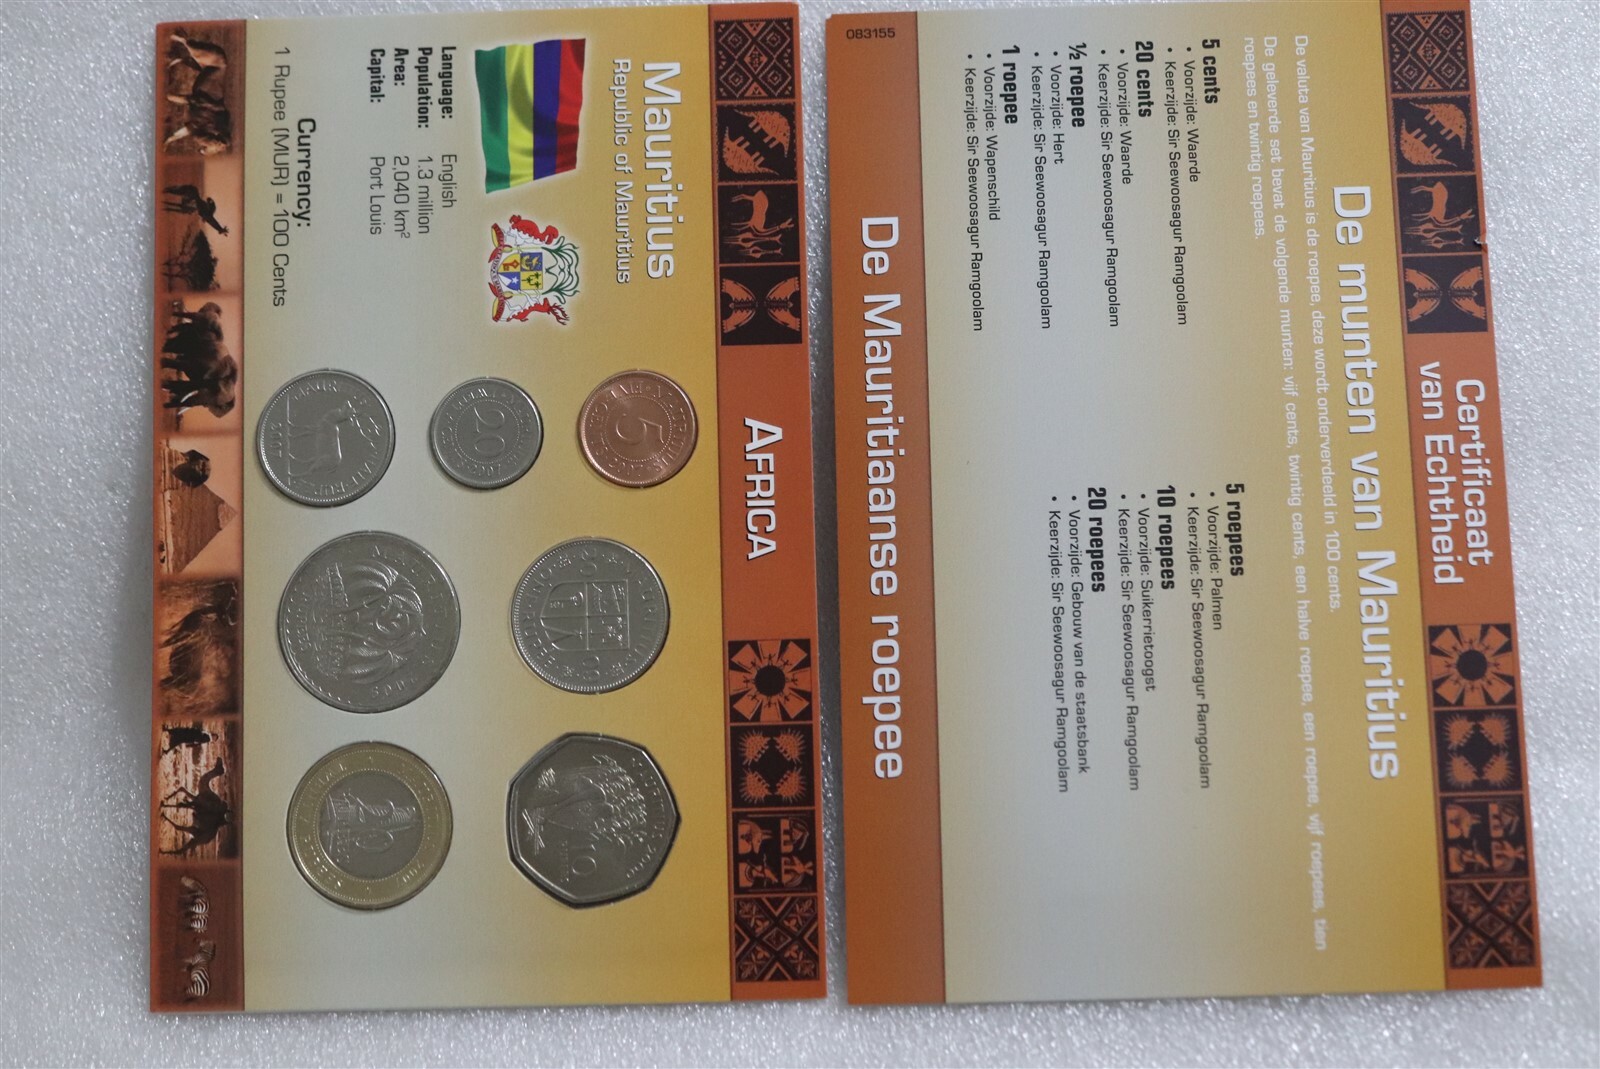 AFRICA
Mauritius
Republic of Mauritius
Language: English
Population: 1.3 million
Area: 2,040 km²
Capital: Port Louis
Currency:
1 Rupee (MUR) = 100 Cents
5
20
2007
2007
10
Certificaat
van Echtheid
De munten van Mauritius
De valuta van Mauritius is de roepee, deze wordt onderverdeeld in 100 cents.
De geleverde set bevat de volgende munten: vijf cents, twintig cents, een halve roepee, een roepee, vijf roepees, tien
roepees en twintig roepees.
5 cents
• Voorzijde: Waarde
• Keerzijde: Sir Seewoosagur Ramgoolam
20 cents
• Voorzijde: Waarde
• Keerzijde: Sir Seewoosagur Ramgoolam
½ roepee
• Voorzijde: Hert
• Keerzijde: Sir Seewoosagur Ramgoolam
1 roepee
• Voorzijde: Wapenschild
• Keerzijde: Sir Seewoosagur Ramgoolam
5 roepees
• Voorzijde: Palmen
• Keerzijde: Sir Seewoosagur Ramgoolam
10 roepees
• Voorzijde: Suikerrietoogst
• Keerzijde: Sir Seewoosagur Ramgoolam
20 roepees
• Voorzijde: Gebouw van de staatsbank
• Keerzijde: Sir Seewoosagur Ramgoolam
De Mauritiaanse roepee
083155